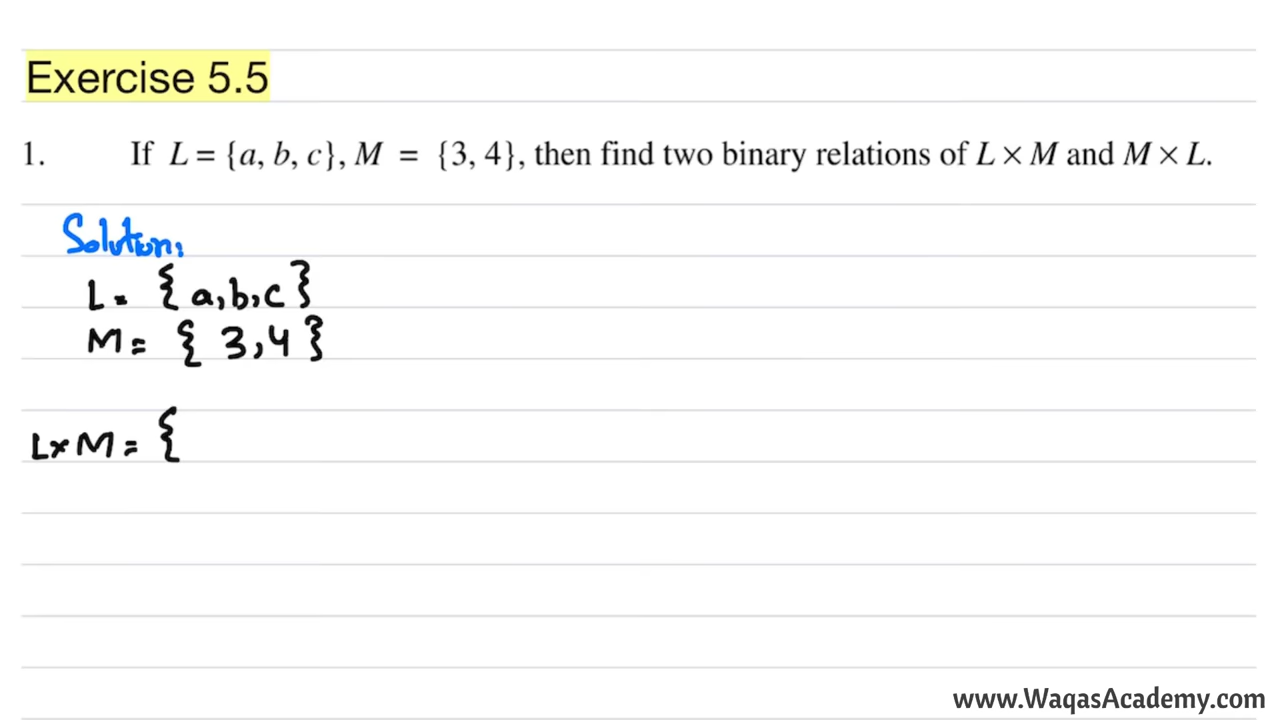 Exercise 5.5
1. If L = {a, b, c}, M = {3, 4}, then find two binary relations of L × M and M × L.
Solution:
L = { a, b, c }
M = { 3, 4 }
L×M = {
www.WaqasAcademy.com